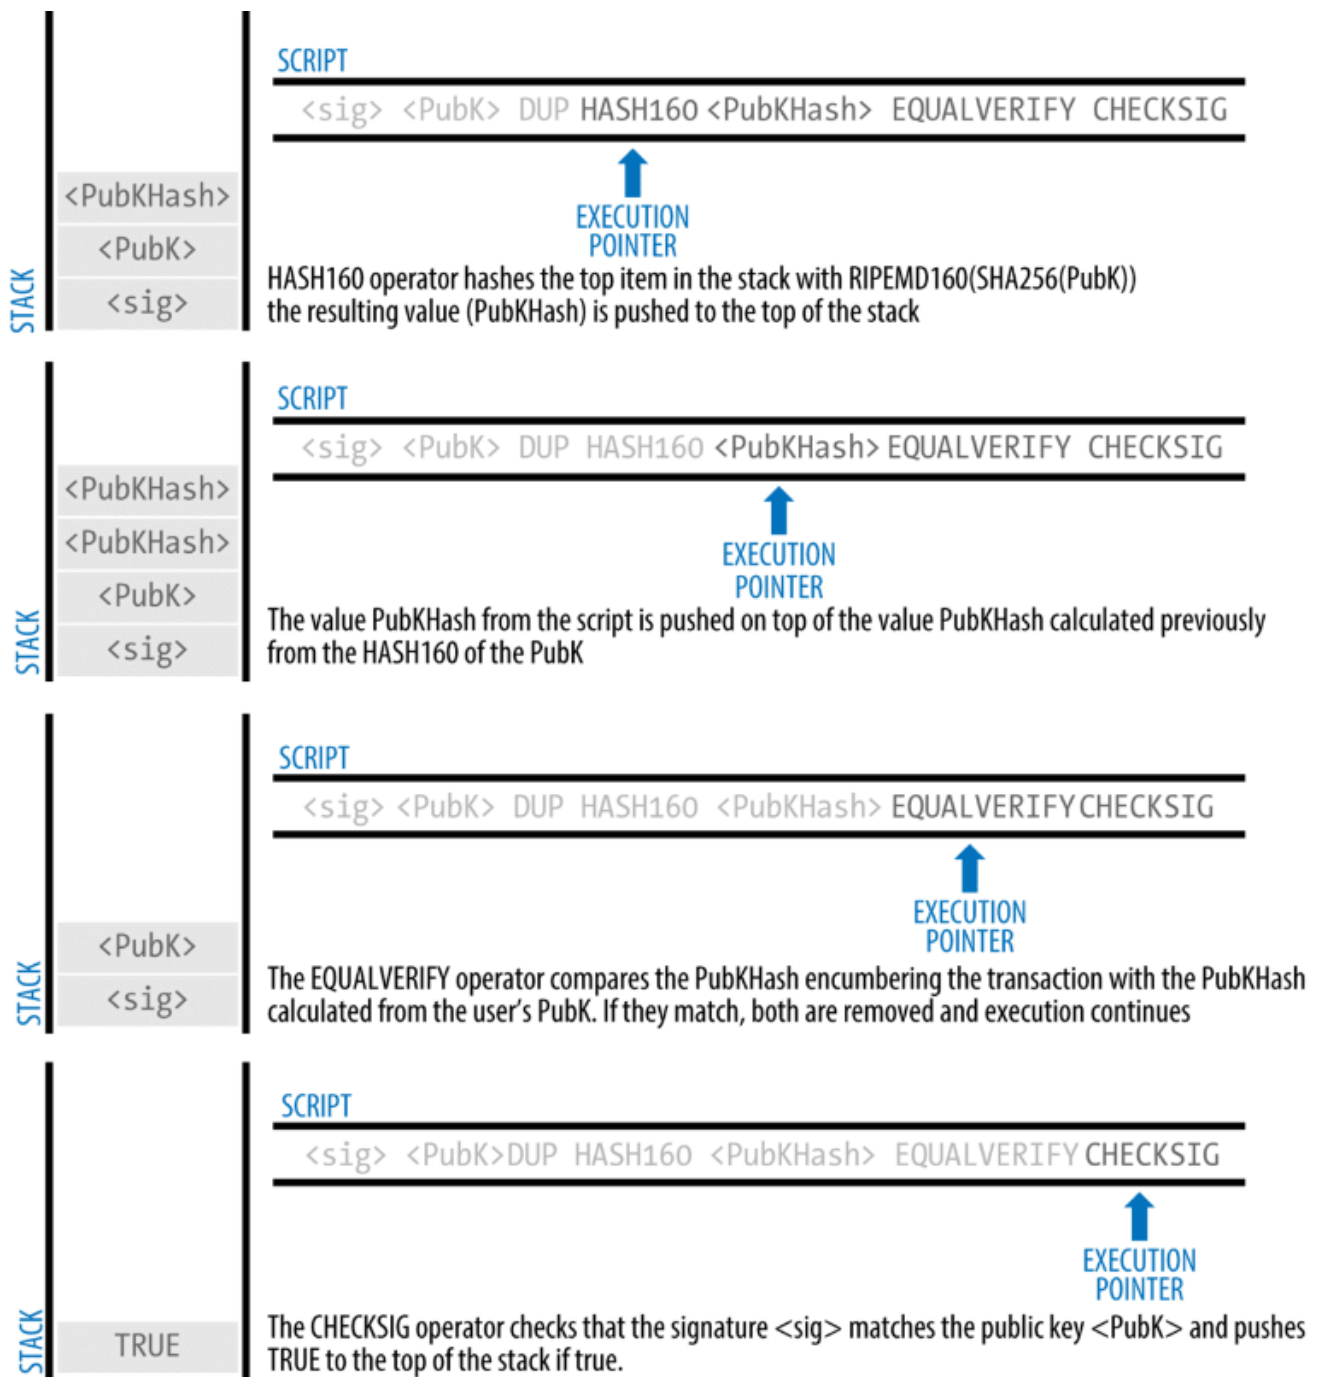 SCRIPT
<sig> <PubK> DUP HASH160 <PubKHash> EQUALVERIFY CHECKSIG
EXECUTION
POINTER
<PubKHash>
<PubK>
<sig>
STACK
HASH160 operator hashes the top item in the stack with RIPEMD160(SHA256(PubK))
the resulting value (PubKHash) is pushed to the top of the stack
SCRIPT
<sig> <PubK> DUP HASH160 <PubKHash> EQUALVERIFY CHECKSIG
EXECUTION
POINTER
<PubKHash>
<PubKHash>
<PubK>
<sig>
STACK
The value PubKHash from the script is pushed on top of the value PubKHash calculated previously
from the HASH160 of the PubK
SCRIPT
<sig> <PubK> DUP HASH160 <PubKHash> EQUALVERIFY CHECKSIG
EXECUTION
POINTER
<PubK>
<sig>
STACK
The EQUALVERIFY operator compares the PubKHash encumbering the transaction with the PubKHash
calculated from the user's PubK. If they match, both are removed and execution continues
SCRIPT
<sig> <PubK> DUP HASH160 <PubKHash> EQUALVERIFY CHECKSIG
EXECUTION
POINTER
TRUE
STACK
The CHECKSIG operator checks that the signature <sig> matches the public key <PubK> and pushes
TRUE to the top of the stack if true.